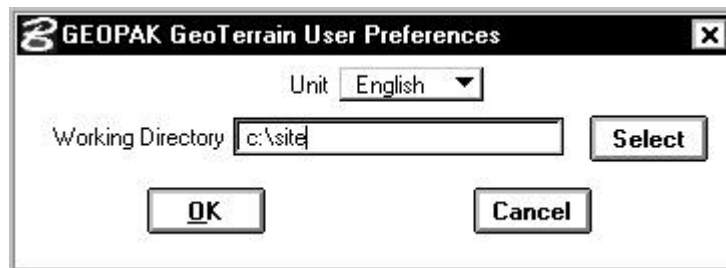 GEOPAK GeoTerrain User Preferences
Unit English
Working Directory c:\site Select
OK Cancel